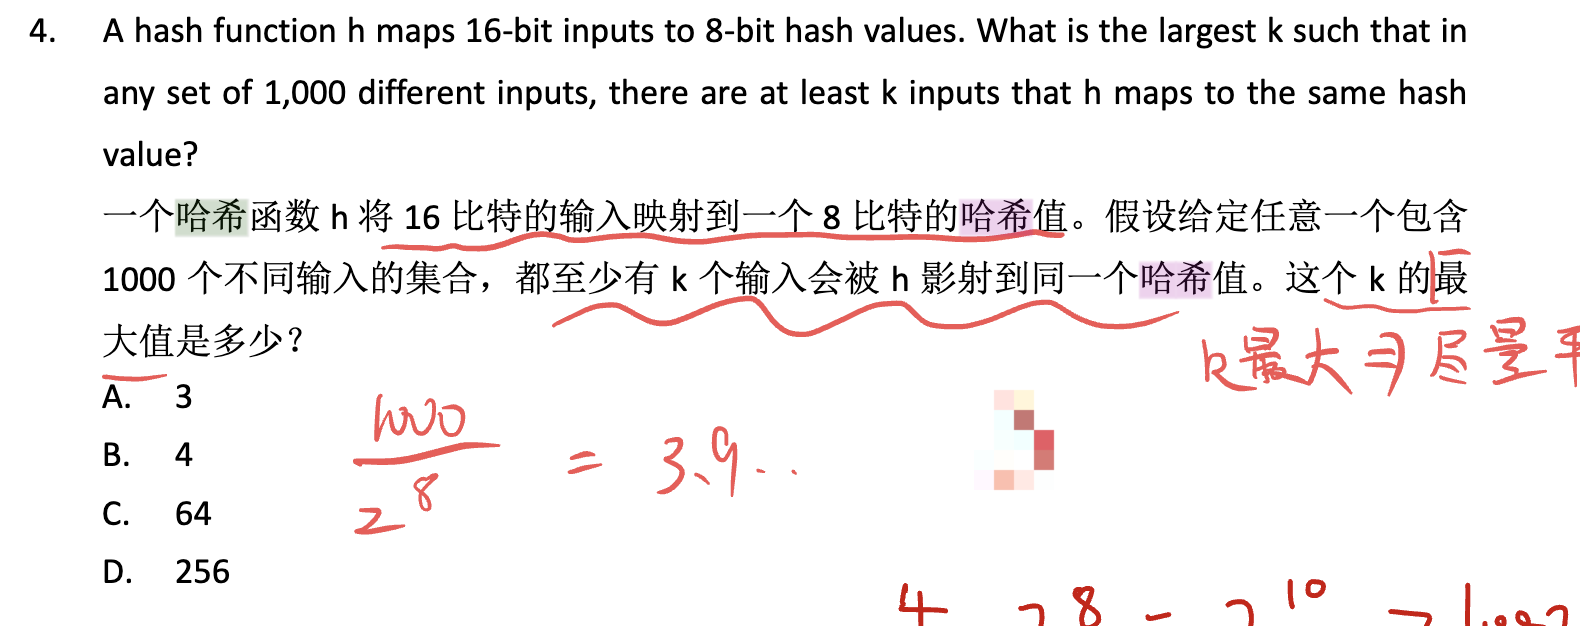 4. A hash function h maps 16-bit inputs to 8-bit hash values. What is the largest k such that in
any set of 1,000 different inputs, there are at least k inputs that h maps to the same hash
value?
一个哈希函数 h 将 16 比特的输入映射到一个 8 比特的哈希值。假设给定任意一个包含
1000 个不同输入的集合，都至少有 k 个输入会被 h 影射到同一个哈希值。这个 k 的最
大值是多少？
k最大 尽量
A. 3
1000
B. 4
= 3.9..
2^8
C. 64
D. 256
4 2^8 = 2^10